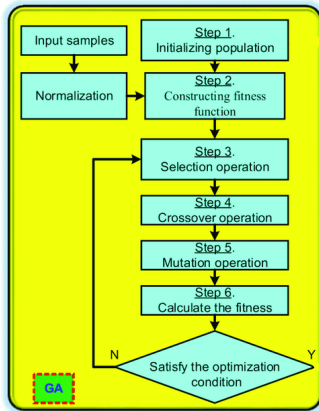 Input samples
Normalization
Step 1.
Initializing population
Step 2.
Constructing fitness
function
Step 3.
Selection operation
Step 4.
Crossover operation
Step 5.
Mutation operation
Step 6.
Calculate the fitness
N
Y
Satisfy the optimization
condition
GA